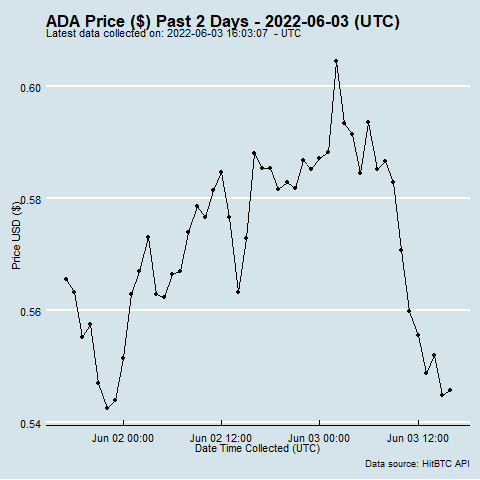 ADA Price ($) Past 2 Days - 2022-06-03 (UTC)
Latest data collected on: 2022-06-03 16:03:07  - UTC
0.60
0.58
0.56
0.54
Price USD ($)
Jun 02 00:00
Jun 02 12:00
Jun 03 00:00
Jun 03 12:00
Date Time Collected (UTC)
Data source: HitBTC API